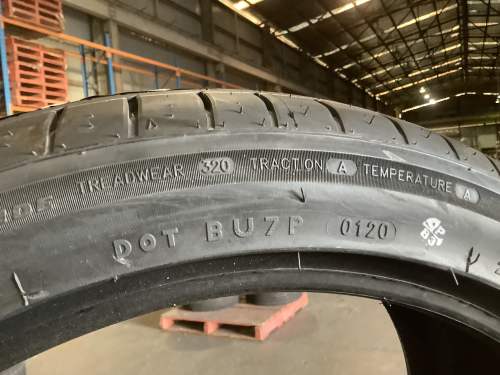 TREADWEAR 320 TRACTION A TEMPERATURE A
DOT BU7P 0120